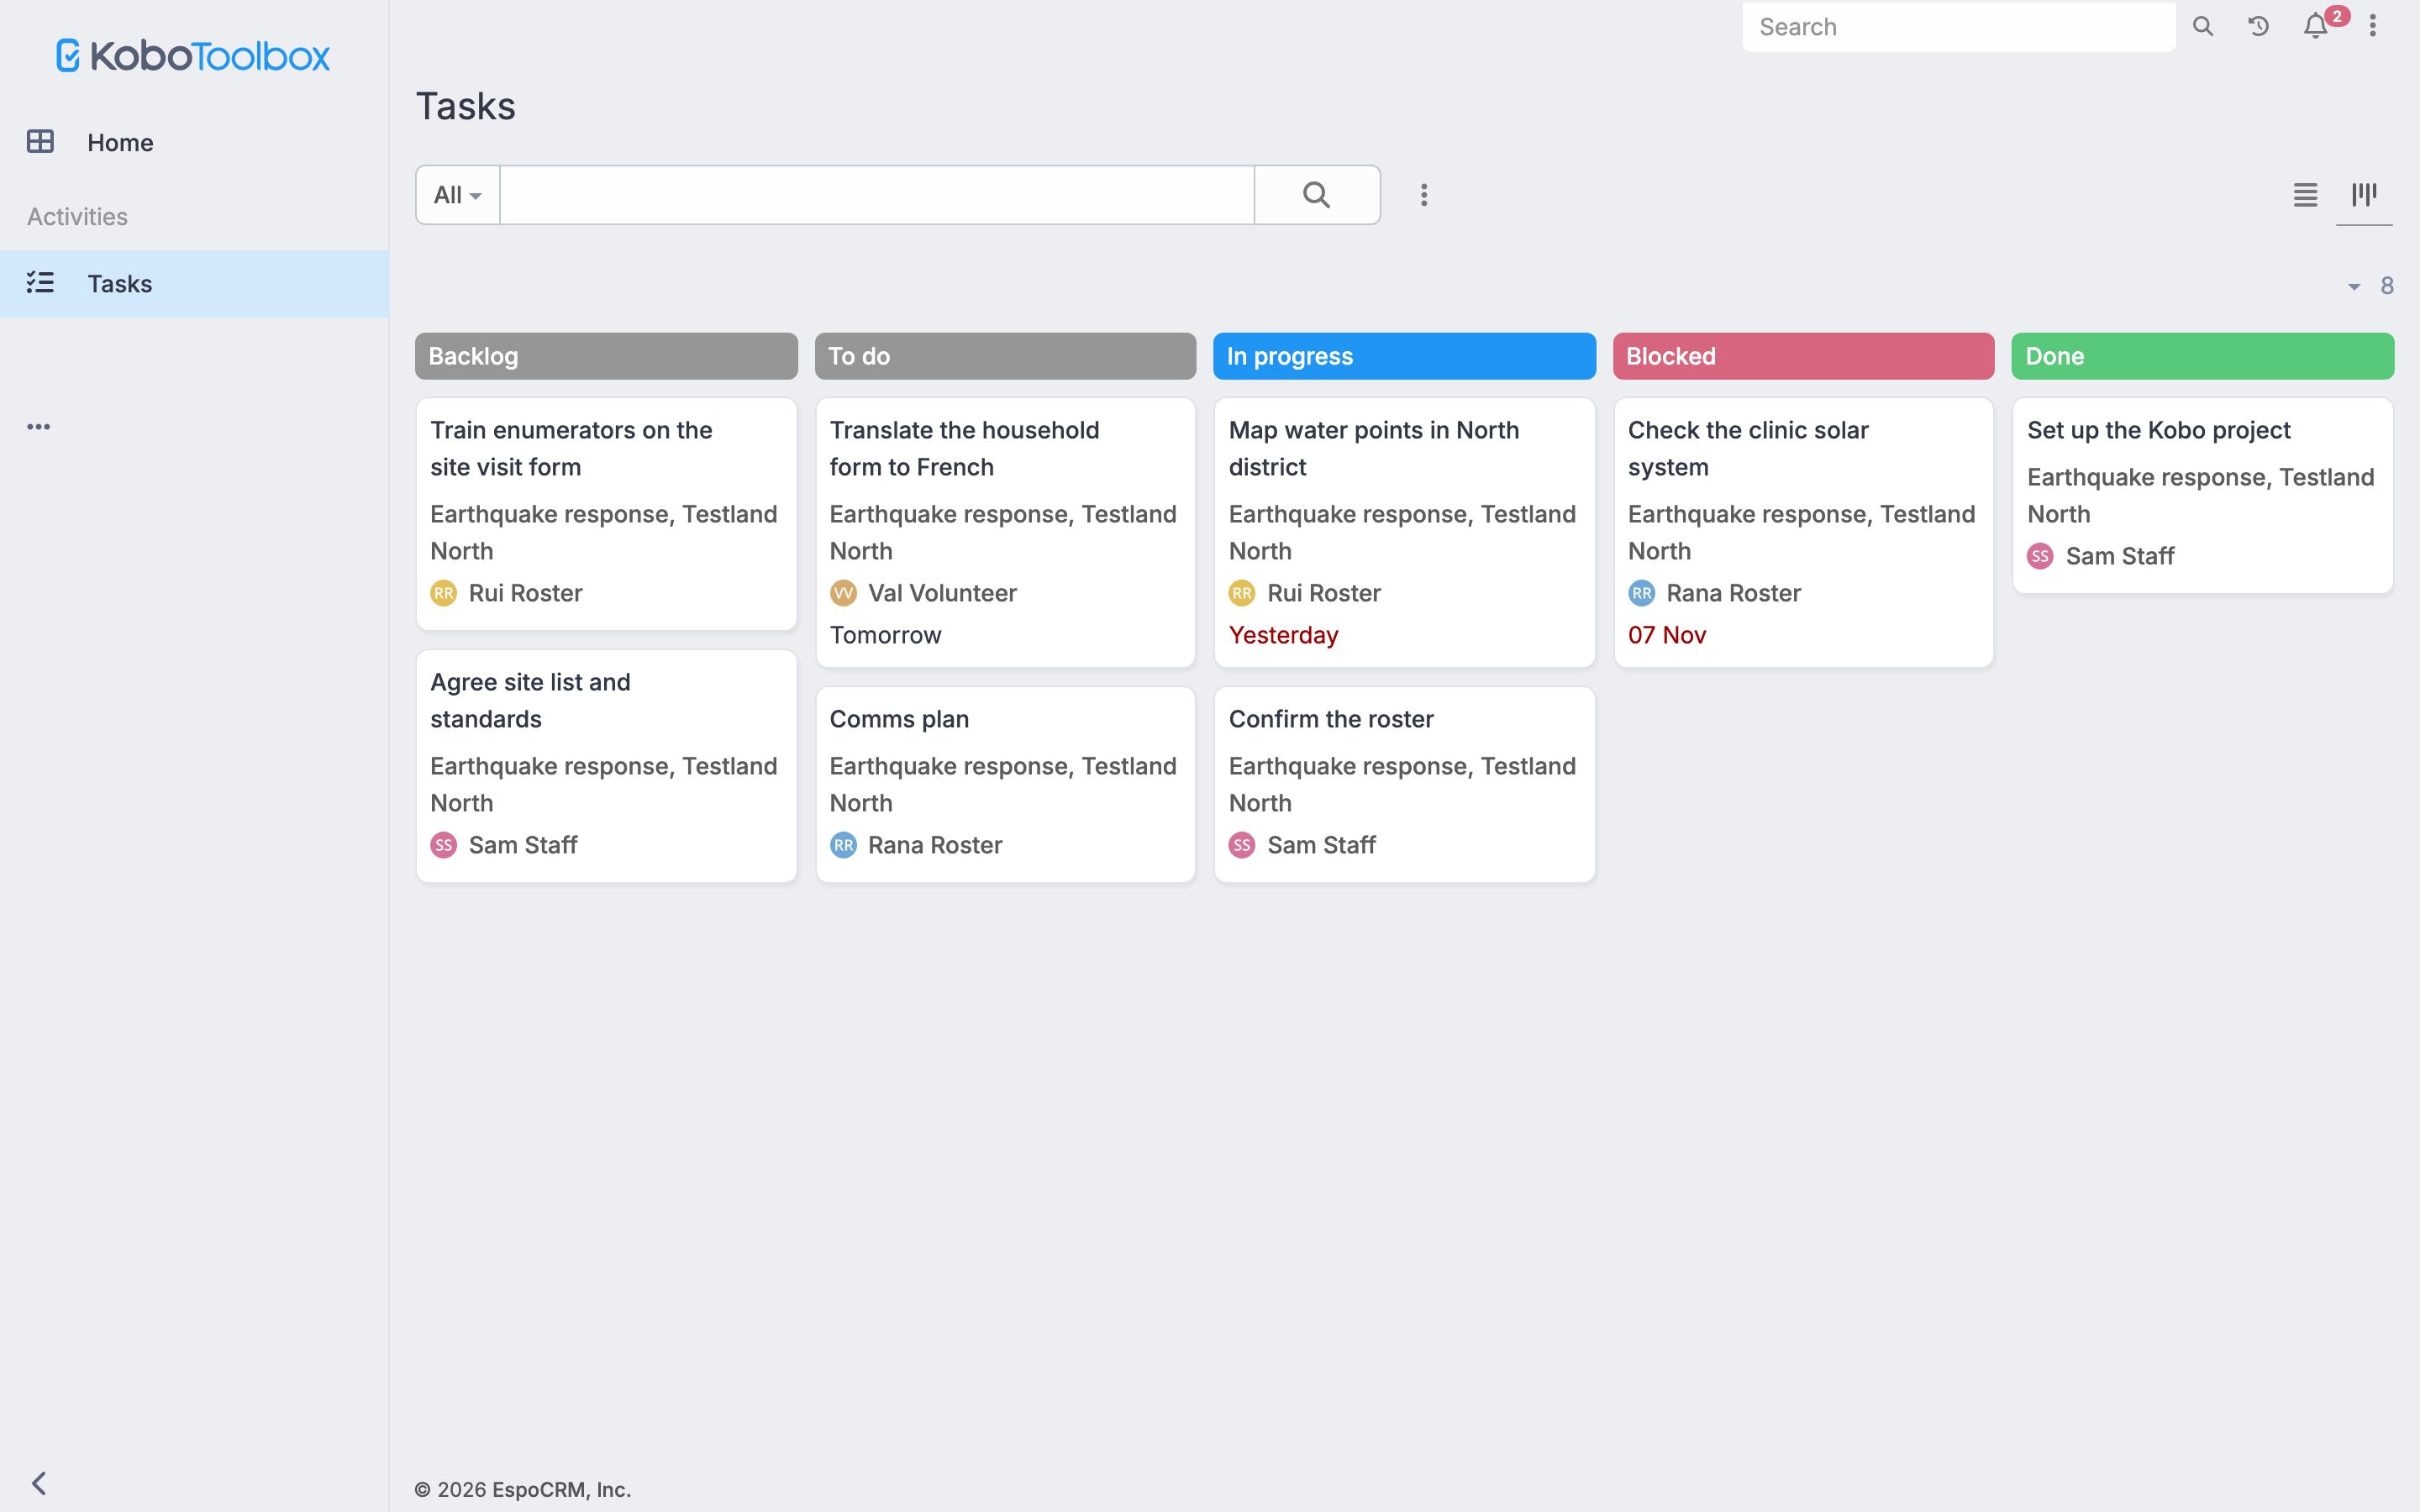 KoboToolbox
Search
2
Tasks
Home
All
Activities
Tasks
8
Backlog
To do
In progress
Blocked
Done
Train enumerators on the
site visit form
Earthquake response, Testland
North
RR Rui Roster
Agree site list and
standards
Earthquake response, Testland
North
SS Sam Staff
Translate the household
form to French
Earthquake response, Testland
North
VV Val Volunteer
Tomorrow
Comms plan
Earthquake response, Testland
North
RR Rana Roster
Map water points in North
district
Earthquake response, Testland
North
RR Rui Roster
Yesterday
Confirm the roster
Earthquake response, Testland
North
SS Sam Staff
Check the clinic solar
system
Earthquake response, Testland
North
RR Rana Roster
07 Nov
Set up the Kobo project
Earthquake response, Testland
North
SS Sam Staff
© 2026 EspoCRM, Inc.